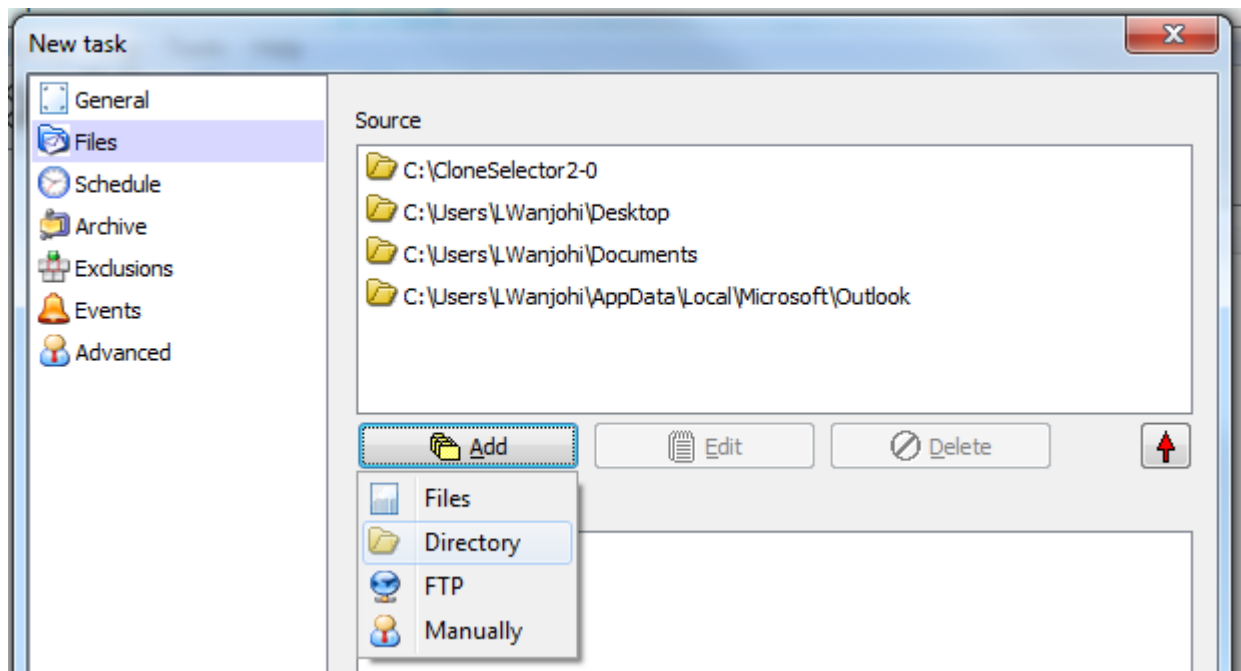 New task
General
Files
Schedule
Archive
Exclusions
Events
Advanced
Source
C:\CloneSelector2-0
C:\Users\LWanjohi\Desktop
C:\Users\LWanjohi\Documents
C:\Users\LWanjohi\AppData\Local\Microsoft\Outlook
Add
Edit
Delete
Files
Directory
FTP
Manually